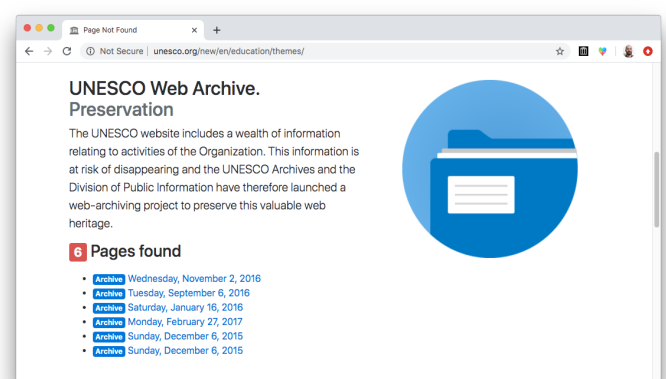 Page Not Found
Not Secure | unesco.org/new/en/education/themes/
UNESCO Web Archive.
Preservation
The UNESCO website includes a wealth of information
relating to activities of the Organization. This information is
at risk of disappearing and the UNESCO Archives and the
Division of Public Information have therefore launched a
web-archiving project to preserve this valuable web
heritage.
6 Pages found
Archive Wednesday, November 2, 2016
Archive Tuesday, September 6, 2016
Archive Saturday, January 16, 2016
Archive Monday, February 27, 2017
Archive Sunday, December 6, 2015
Archive Sunday, December 6, 2015